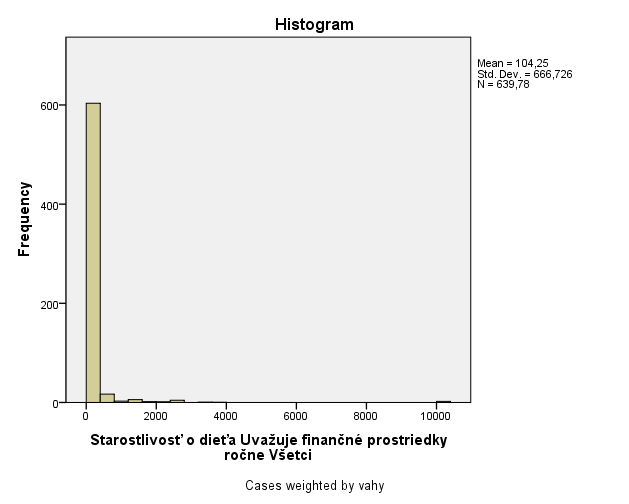 Histogram
Mean = 104,25
Std. Dev. = 666,726
N = 639,78
Frequency
600
400
200
0
0 2000 4000 6000 8000 10000
Starostlivosť o dieťa Uvažuje finančné prostriedky
ročne Všetci
Cases weighted by vahy